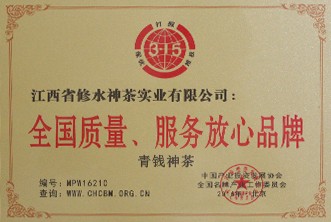 3·15
江西省修水神茶实业有限公司：
全国质量、服务放心品牌
青钱神茶
编号：MPW16210
查询：WWW.CHCBM.ORG.CN